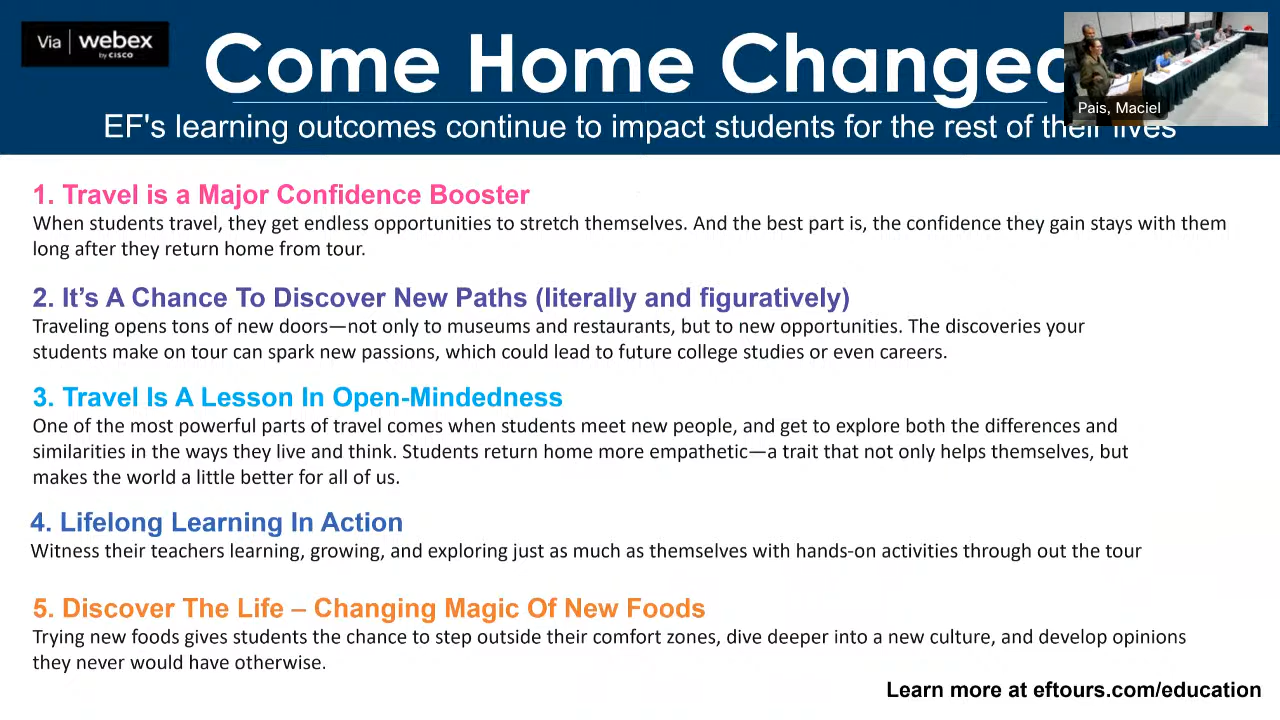 Via | webex
by CISCO
Come Home Changed
EF's learning outcomes continue to impact students for the rest of their lives
Pais, Maciel
1. Travel is a Major Confidence Booster
When students travel, they get endless opportunities to stretch themselves. And the best part is, the confidence they gain stays with them
long after they return home from tour.
2. It’s A Chance To Discover New Paths (literally and figuratively)
Traveling opens tons of new doors—not only to museums and restaurants, but to new opportunities. The discoveries your
students make on tour can spark new passions, which could lead to future college studies or even careers.
3. Travel Is A Lesson In Open-Mindedness
One of the most powerful parts of travel comes when students meet new people, and get to explore both the differences and
similarities in the ways they live and think. Students return home more empathetic—a trait that not only helps themselves, but
makes the world a little better for all of us.
4. Lifelong Learning In Action
Witness their teachers learning, growing, and exploring just as much as themselves with hands-on activities through out the tour
5. Discover The Life – Changing Magic Of New Foods
Trying new foods gives students the chance to step outside their comfort zones, dive deeper into a new culture, and develop opinions
they never would have otherwise.
Learn more at eftours.com/education